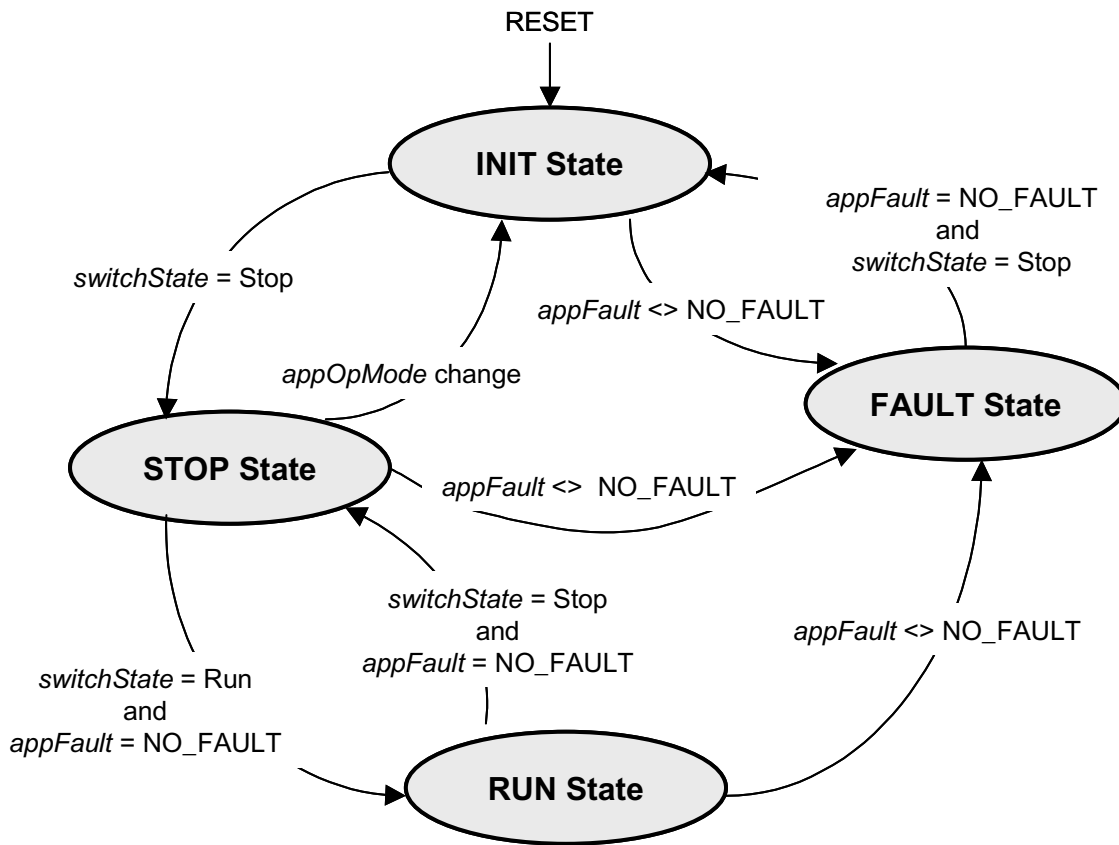 RESET
INIT State
appFault = NO_FAULT
and
switchState = Stop
switchState = Stop
appFault <> NO_FAULT
appOpMode change
FAULT State
STOP State
appFault <> NO_FAULT
switchState = Stop
and
appFault = NO_FAULT
appFault <> NO_FAULT
switchState = Run
and
appFault = NO_FAULT
RUN State